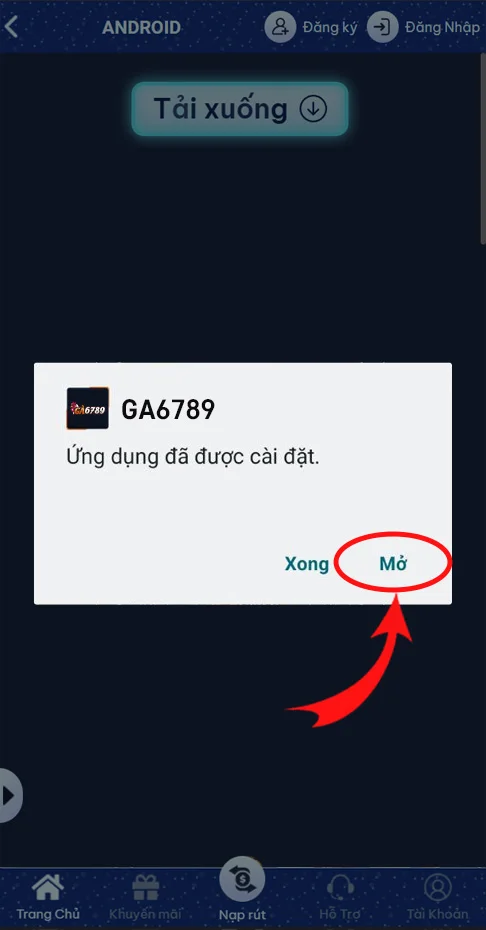 ANDROID
Đăng ký
Đăng Nhập
Tải xuống
GA6789
GA6789
Ứng dụng đã được cài đặt.
Xong
Mở
Trang Chủ
Khuyến mãi
Nạp rút
Hỗ Trợ
Tài Khoản